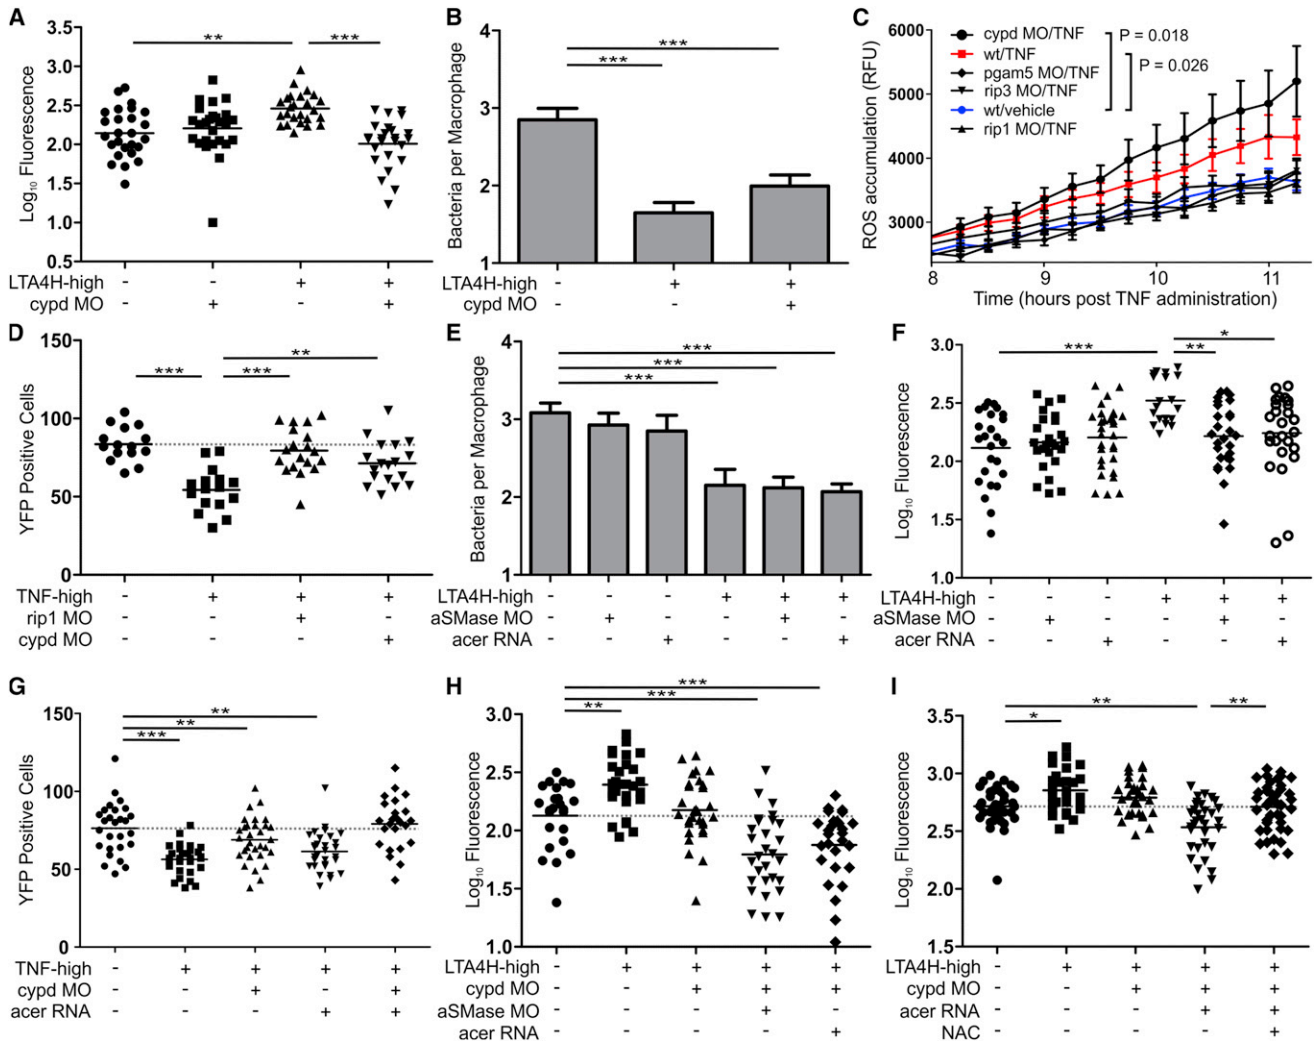 A
3.5
3.0
2.5
2.0
1.5
1.0
0.5
Log10 Fluorescence
** ***
LTA4H-high - - + +
cypd MO - + - +
B
4
3
2
1
Bacteria per Macrophage
***
***
LTA4H-high - + +
cypd MO - - +
C
6000
5000
4000
3000
ROS accumulation (RFU)
cypd MO/TNF
wt/TNF
pgam5 MO/TNF
rip3 MO/TNF
wt/vehicle
rip1 MO/TNF
P = 0.018
P = 0.026
8 9 10 11
Time (hours post TNF administration)
D
150
100
50
0
YFP Positive Cells
**
*** ***
TNF-high - + + +
rip1 MO - - + -
cypd MO - - - +
E
4
3
2
1
Bacteria per Macrophage
***
***
***
LTA4H-high - - - + + +
aSMase MO - + - - + -
acer RNA - - + - - +
F
3.0
2.5
2.0
1.5
1.0
Log10 Fluorescence
*
*** **
LTA4H-high - - - + + +
aSMase MO - + - - + -
acer RNA - - + - - +
G
150
100
50
0
YFP Positive Cells
**
**
***
TNF-high - + + + +
cypd MO - - + - +
acer RNA - - - + +
H
3.0
2.5
2.0
1.5
1.0
Log10 Fluorescence
***
***
**
LTA4H-high - + + + +
cypd MO - - + + +
aSMase MO - - - + -
acer RNA - - - - +
I
3.5
3.0
2.5
2.0
1.5
Log10 Fluorescence
** **
*
LTA4H-high - + + + +
cypd MO - - + + +
acer RNA - - - + +
NAC - - - - +